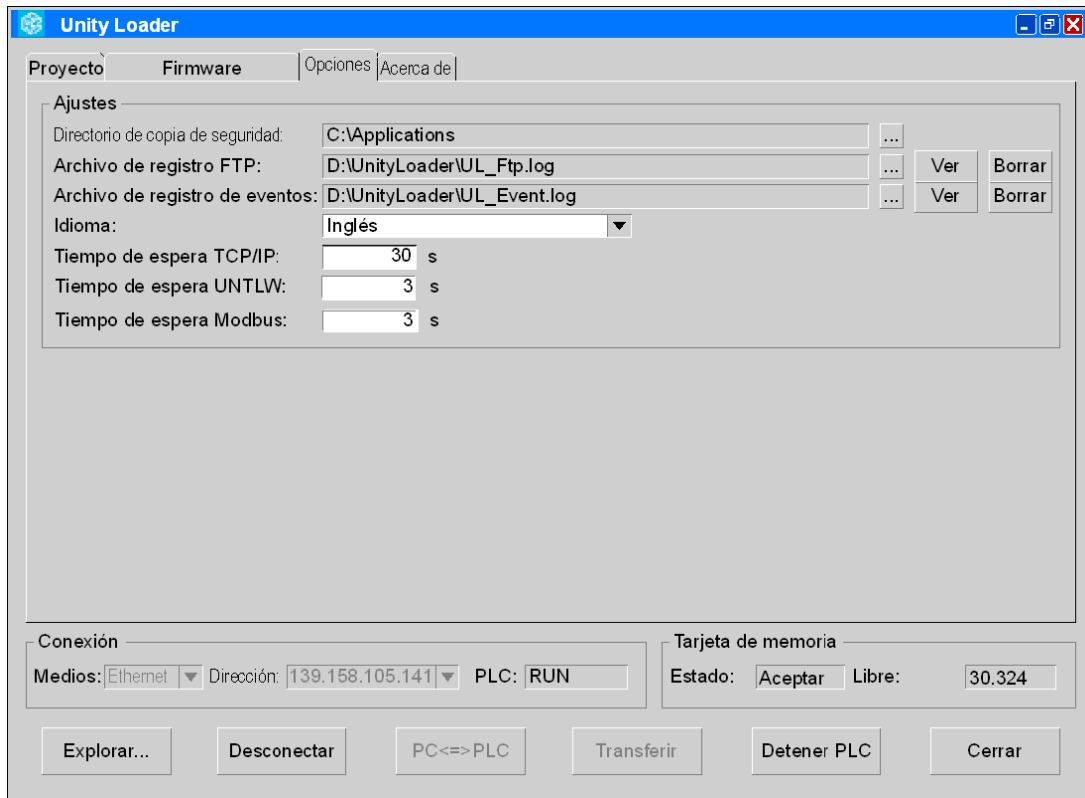 Unity Loader
Proyecto Firmware Opciones Acerca de
Ajustes
Directorio de copia de seguridad: C:\Applications ...
Archivo de registro FTP: D:\UnityLoader\UL_Ftp.log ... Ver Borrar
Archivo de registro de eventos: D:\UnityLoader\UL_Event.log ... Ver Borrar
Idioma: Inglés
Tiempo de espera TCP/IP: 30 s
Tiempo de espera UNTLW: 3 s
Tiempo de espera Modbus: 3 s
Conexión
Medios: Ethernet Dirección: 139.158.105.141 PLC: RUN
Tarjeta de memoria
Estado: Aceptar Libre: 30.324
Explorar... Desconectar PC<=>PLC Transferir Detener PLC Cerrar